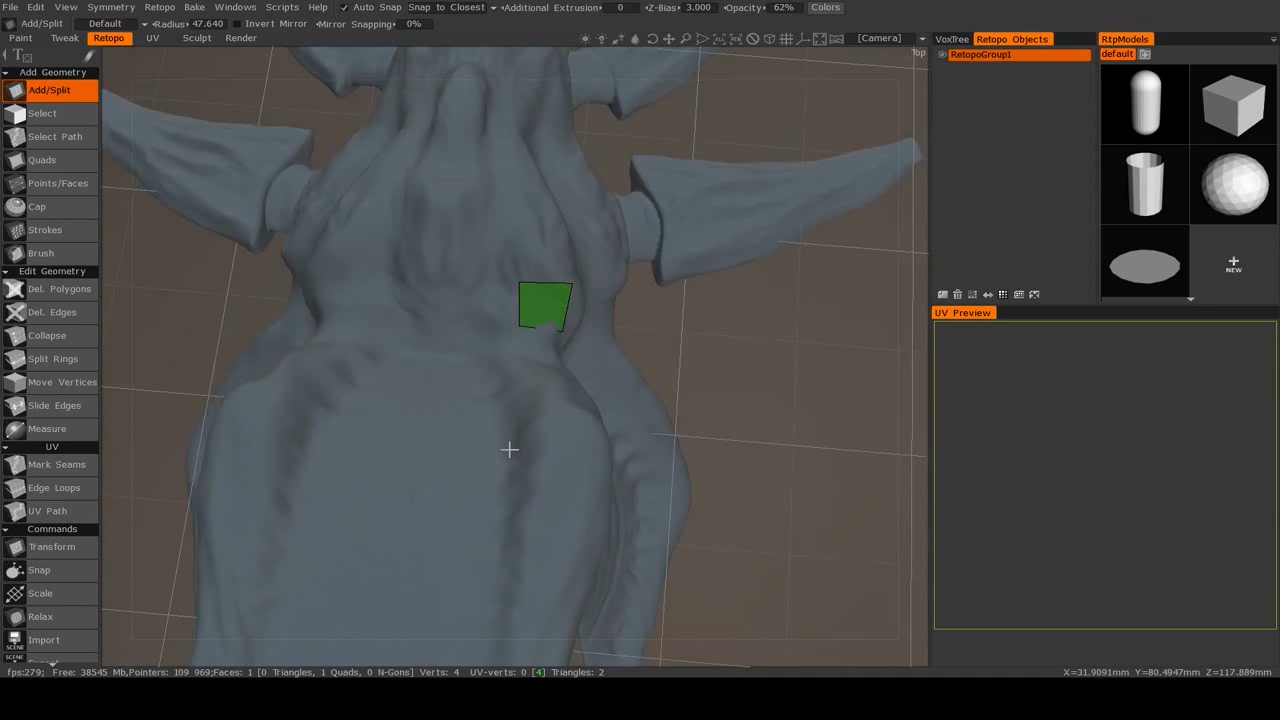 File Edit View Symmetry Retopo Bake Windows Scripts Help Auto Snap Snap to Closest Additional Extrusion 0 Z-Bias 3.000 Opacity 62% Colors
Add/Split Default Radius 47.640 Invert Mirror Mirror Snapping 0%
Paint Tweak Retopo UV Sculpt Render [Camera] VoxTree Retopo Objects RtpModels
Top
RetopoGroup1
default
Add Geometry
Add/Split
Select
Select Path
Quads
Points/Faces
Cap
Strokes
Brush
NEW
Edit Geometry
Del. Polygons
Del. Edges
Collapse
Split Rings
Move Vertices
Slide Edges
Measure
UV Preview
UV
Mark Seams
Edge Loops
UV Path
Commands
Transform
Snap
Scale
Relax
SCENE Import
SCENE
fps:279; Free: 38545 Mb,Pointers: 109 969;Faces: 1 [0 Triangles, 1 Quads, 0 N-Gons] Verts: 4 UV-verts: 0 [4] Triangles: 2 X=31.9091mm Y=80.4947mm Z=117.889mm